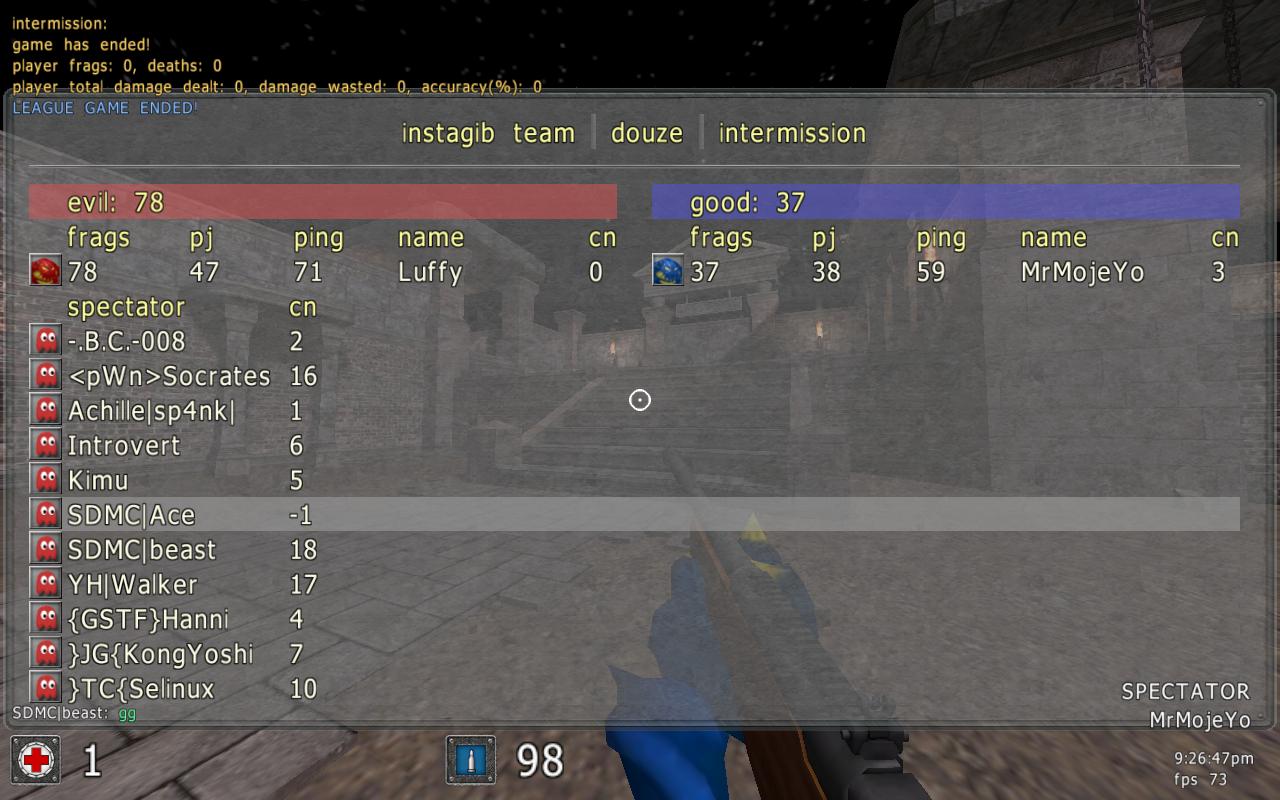 intermission:
game has ended!
player frags: 0, deaths: 0
player total damage dealt: 0, damage wasted: 0, accuracy(%): 0
LEAGUE GAME ENDED!
instagib team douze intermission
evil: 78 good: 37
frags pj ping name cn frags pj ping name cn
78 47 71 Luffy 0 37 38 59 MrMojeYo 3
spectator cn
-.B.C.-008 2
<pWn>Socrates 16
Achille|sp4nk| 1
Introvert 6
Kimu 5
SDMC|Ace -1
SDMC|beast 18
YH|Walker 17
{GSTF}Hanni 4
}JG{KongYoshi 7
}TC{Selinux 10
SPECTATOR
SDMC|beast: gg
MrMojeYo
1 98
9:26:47pm
fps 73